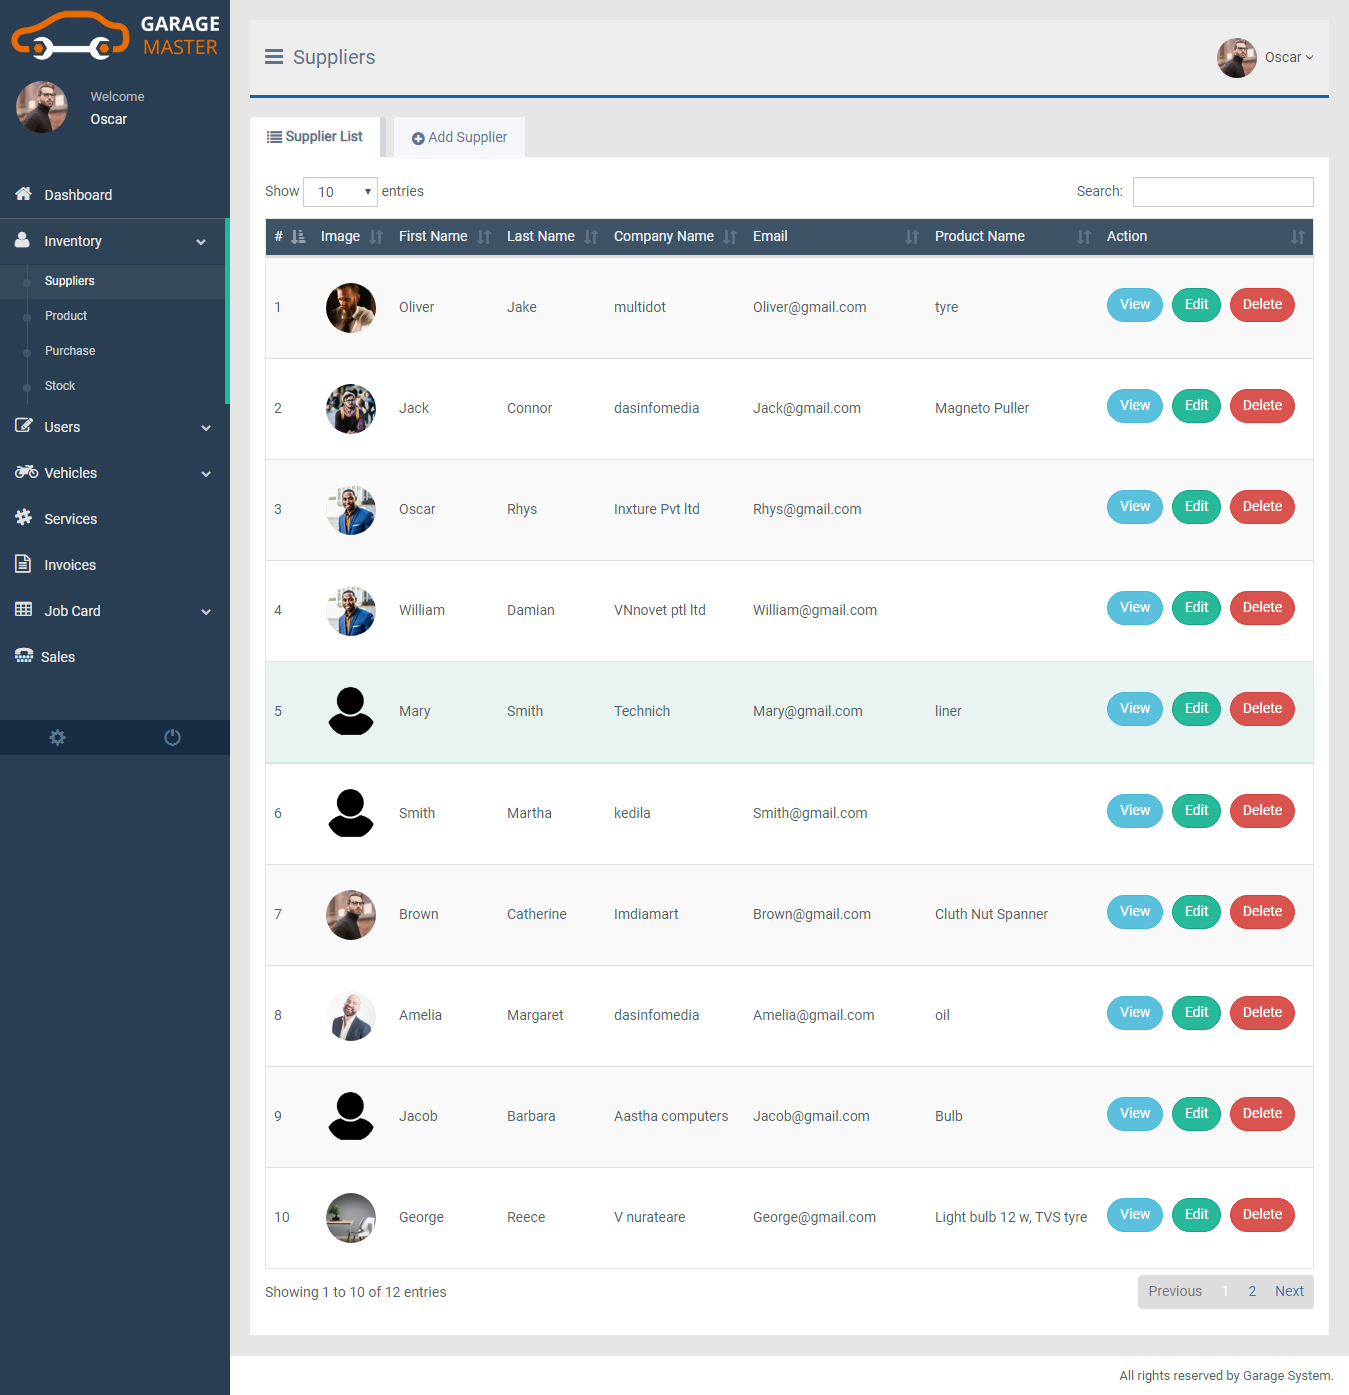 GARAGE
MASTER
Welcome
Oscar
Dashboard
Inventory
Suppliers
Product
Purchase
Stock
Users
Vehicles
Services
Invoices
Job Card
Sales
Suppliers
Oscar
Supplier List
Add Supplier
Show 10 entries
Search:
# Image First Name Last Name Company Name Email Product Name Action
1 Oliver Jake multidot Oliver@gmail.com tyre View Edit Delete
2 Jack Connor dasinfomedia Jack@gmail.com Magneto Puller View Edit Delete
3 Oscar Rhys Inxture Pvt ltd Rhys@gmail.com View Edit Delete
4 William Damian VNnovet ptl ltd William@gmail.com View Edit Delete
5 Mary Smith Technich Mary@gmail.com liner View Edit Delete
6 Smith Martha kedila Smith@gmail.com View Edit Delete
7 Brown Catherine Imdiamart Brown@gmail.com Cluth Nut Spanner View Edit Delete
8 Amelia Margaret dasinfomedia Amelia@gmail.com oil View Edit Delete
9 Jacob Barbara Aastha computers Jacob@gmail.com Bulb View Edit Delete
10 George Reece V nurateare George@gmail.com Light bulb 12 w, TVS tyre View Edit Delete
Showing 1 to 10 of 12 entries
Previous 1 2 Next
All rights reserved by Garage System.